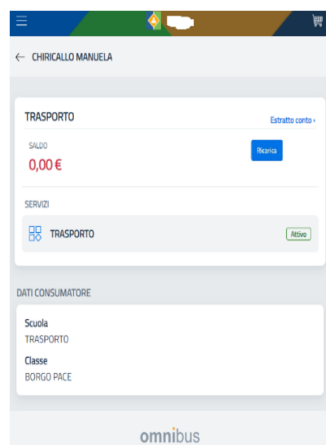 ← CHIRICALLO MANUELA
TRASPORTO
Estratto conto ›
SALDO
0,00 €
Ricarica
SERVIZI
TRASPORTO
Attivo
DATI CONSUMATORE
Scuola
TRASPORTO
Classe
BORGO PACE
omnibus